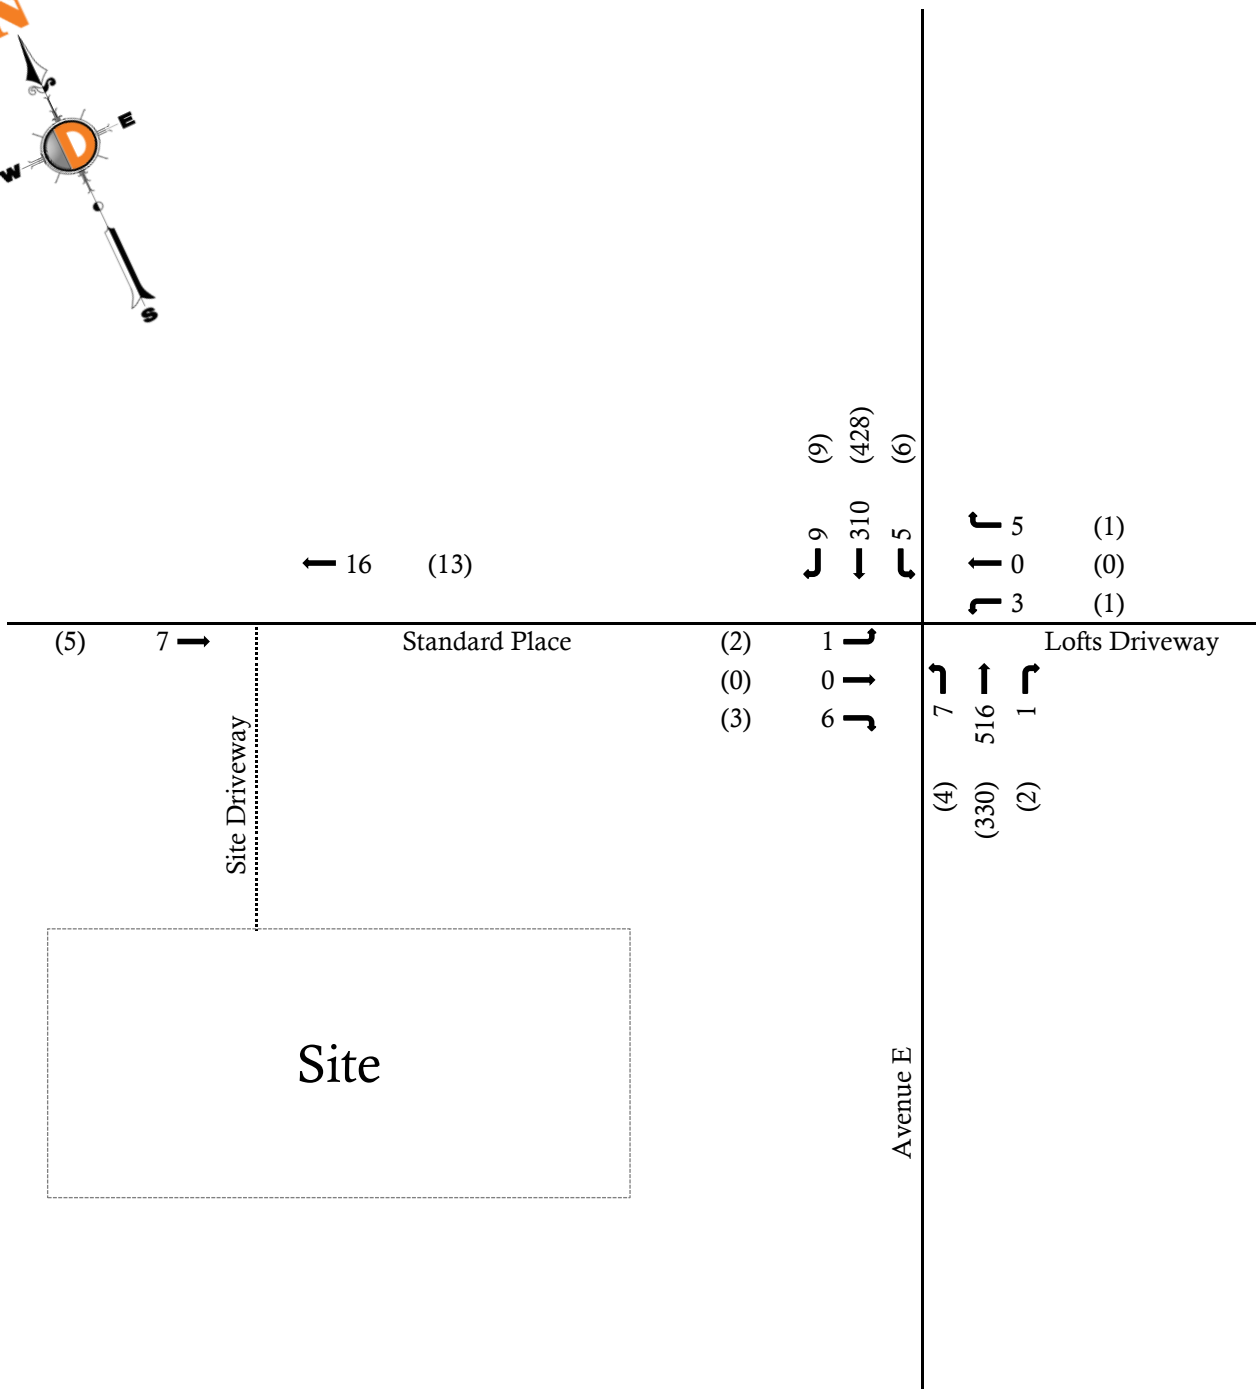 N
E
D
W
S
(9) (428) (6)
9 310 5
5 (1)
16 (13)
0 (0)
3 (1)
(5) 7
Standard Place
(2) 1
Lofts Driveway
(0) 0
(3) 6
7 516 1
(4) (330) (2)
Site Driveway
Site
Avenue E